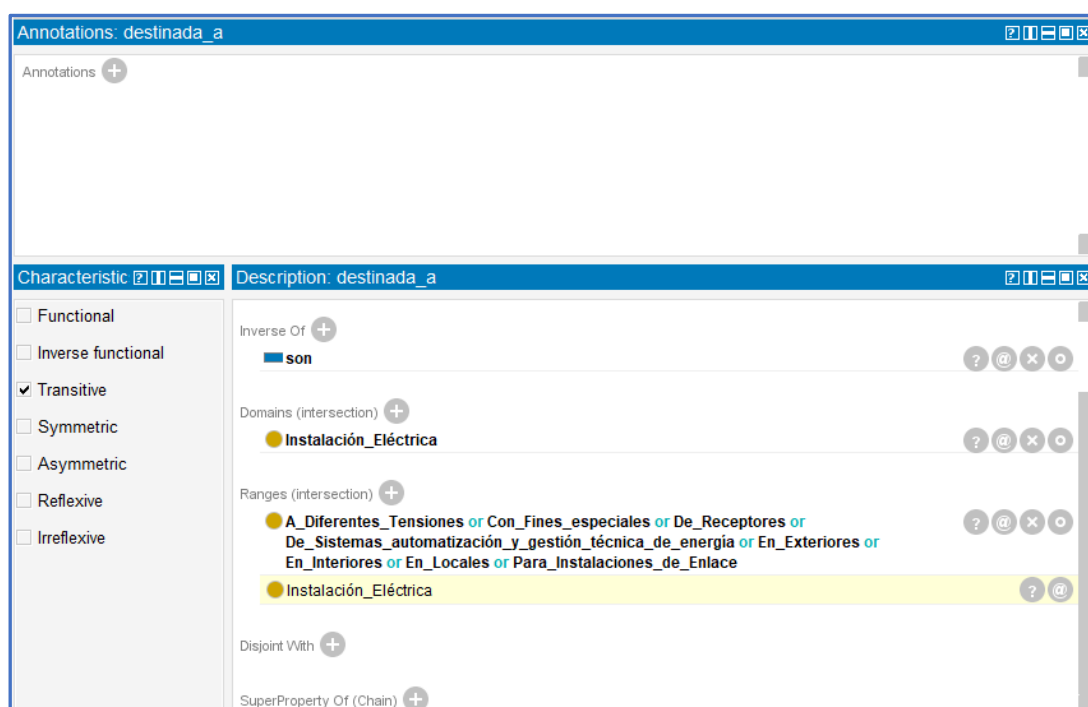 Annotations: destinada_a
Annotations
Characteristic
Description: destinada_a
Functional
Inverse functional
Transitive
Symmetric
Asymmetric
Reflexive
Irreflexive
Inverse Of
son
Domains (intersection)
Instalación_Eléctrica
Ranges (intersection)
A_Diferentes_Tensiones or Con_Fines_especiales or De_Receptores or
De_Sistemas_automatización_y_gestión_técnica_de_energía or En_Exteriores or
En_Interiores or En_Locales or Para_Instalaciones_de_Enlace
Instalación_Eléctrica
Disjoint With
SuperProperty Of (Chain)